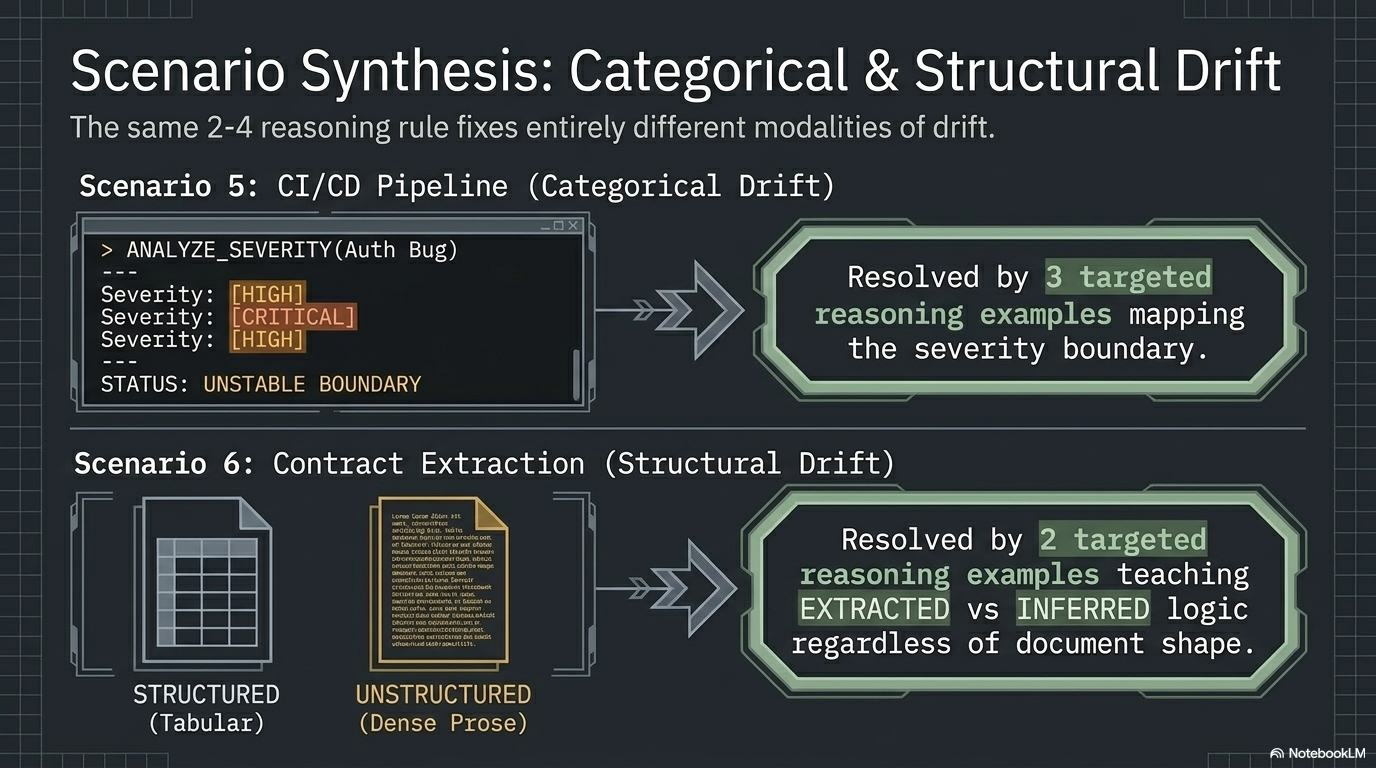 Scenario Synthesis: Categorical & Structural Drift
The same 2-4 reasoning rule fixes entirely different modalities of drift.
Scenario 5: CI/CD Pipeline (Categorical Drift)
> ANALYZE_SEVERITY(Auth Bug)
---
Severity: [HIGH]
Severity: [CRITICAL]
Severity: [HIGH]
---
STATUS: UNSTABLE BOUNDARY
Resolved by 3 targeted
reasoning examples mapping
the severity boundary.
Scenario 6: Contract Extraction (Structural Drift)
STRUCTURED
(Tabular)
UNSTRUCTURED
(Dense Prose)
Resolved by 2 targeted
reasoning examples teaching
EXTRACTED vs INFERRED logic
regardless of document shape.
NotebookLM